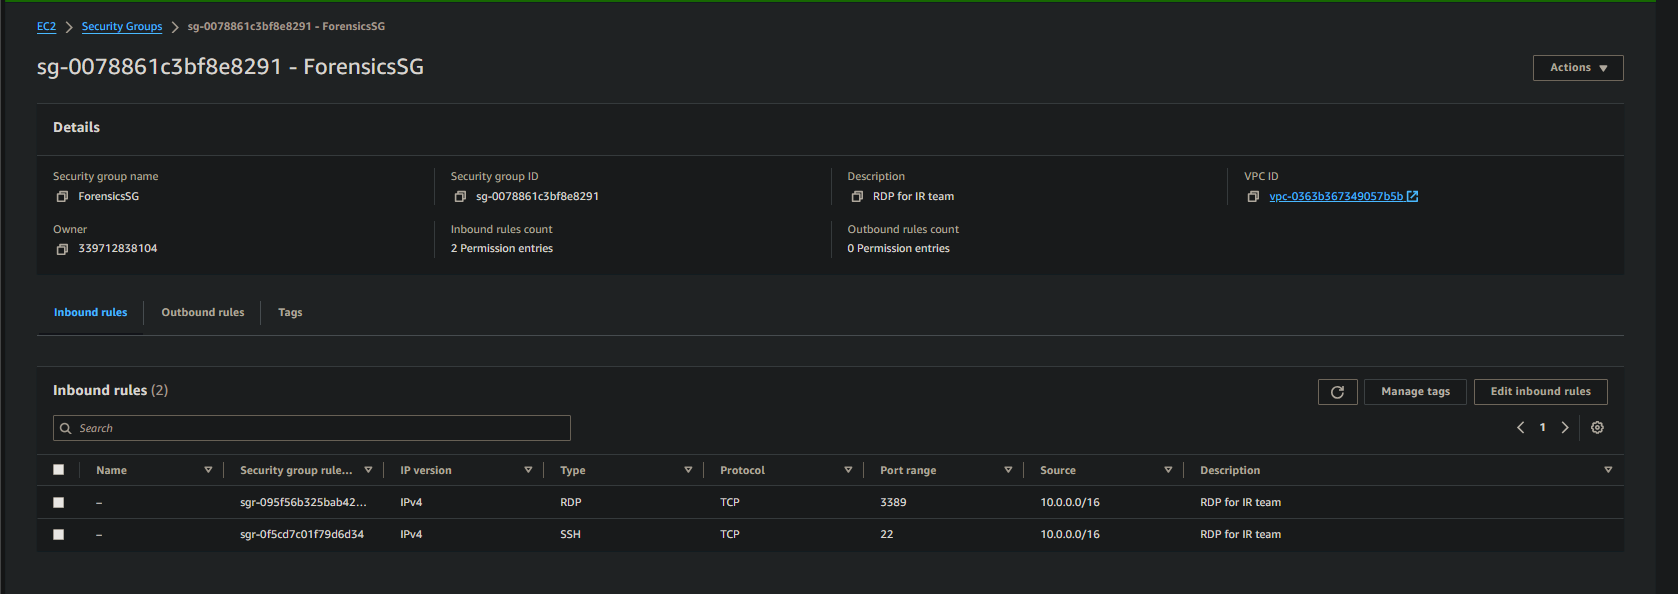 EC2 > Security Groups > sg-0078861c3bf8e8291 - ForensicsSG
sg-0078861c3bf8e8291 - ForensicsSG
Actions
Details
Security group name
ForensicsSG
Security group ID
sg-0078861c3bf8e8291
Description
RDP for IR team
VPC ID
vpc-0363b367349057b5b
Owner
339712838104
Inbound rules count
2 Permission entries
Outbound rules count
0 Permission entries
Inbound rules Outbound rules Tags
Inbound rules (2)
Manage tags Edit inbound rules
Search
1
Name Security group rule... IP version Type Protocol Port range Source Description
– sgr-095f56b325bab42... IPv4 RDP TCP 3389 10.0.0.0/16 RDP for IR team
– sgr-0f5cd7c01f79d6d34 IPv4 SSH TCP 22 10.0.0.0/16 RDP for IR team